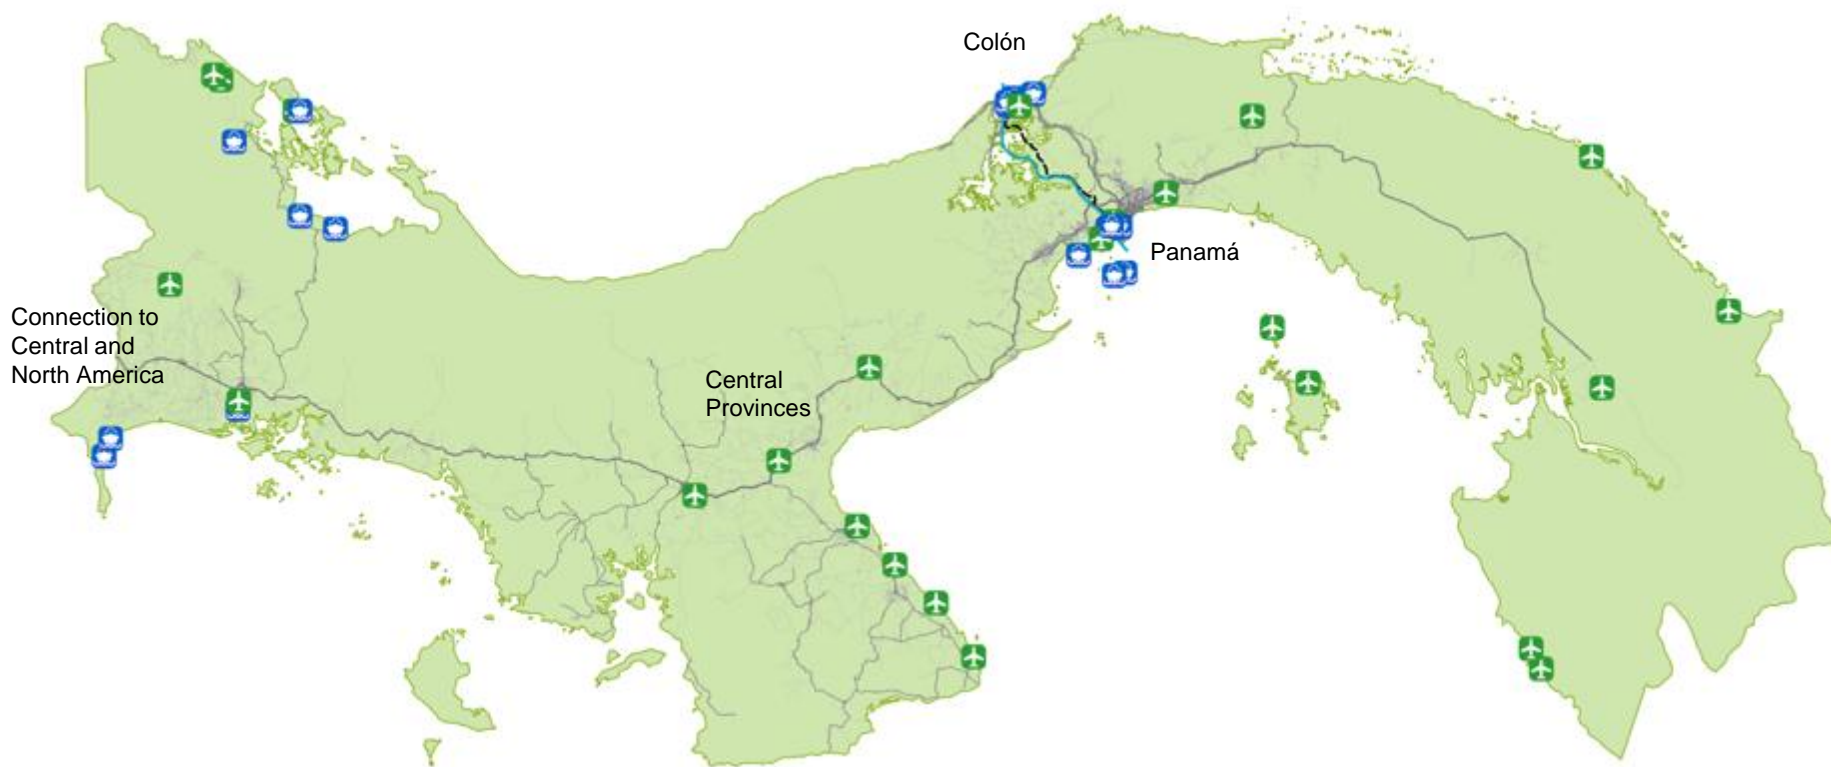 Colón
Panamá
Connection to
Central and
North America
Central
Provinces